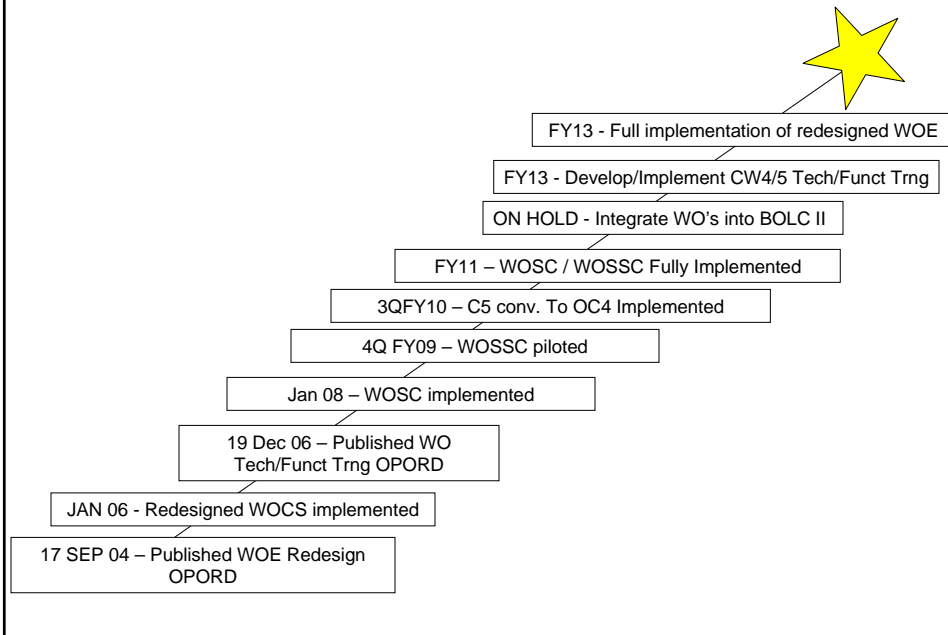 FY13 - Full implementation of redesigned WOE
FY13 - Develop/Implement CW4/5 Tech/Funct Trng
ON HOLD - Integrate WO's into BOLC II
FY11 – WOSC / WOSSC Fully Implemented
3QFY10 – C5 conv. To OC4 Implemented
4Q FY09 – WOSSC piloted
Jan 08 – WOSC implemented
19 Dec 06 – Published WO
Tech/Funct Trng OPORD
JAN 06 - Redesigned WOCS implemented
17 SEP 04 – Published WOE Redesign
OPORD